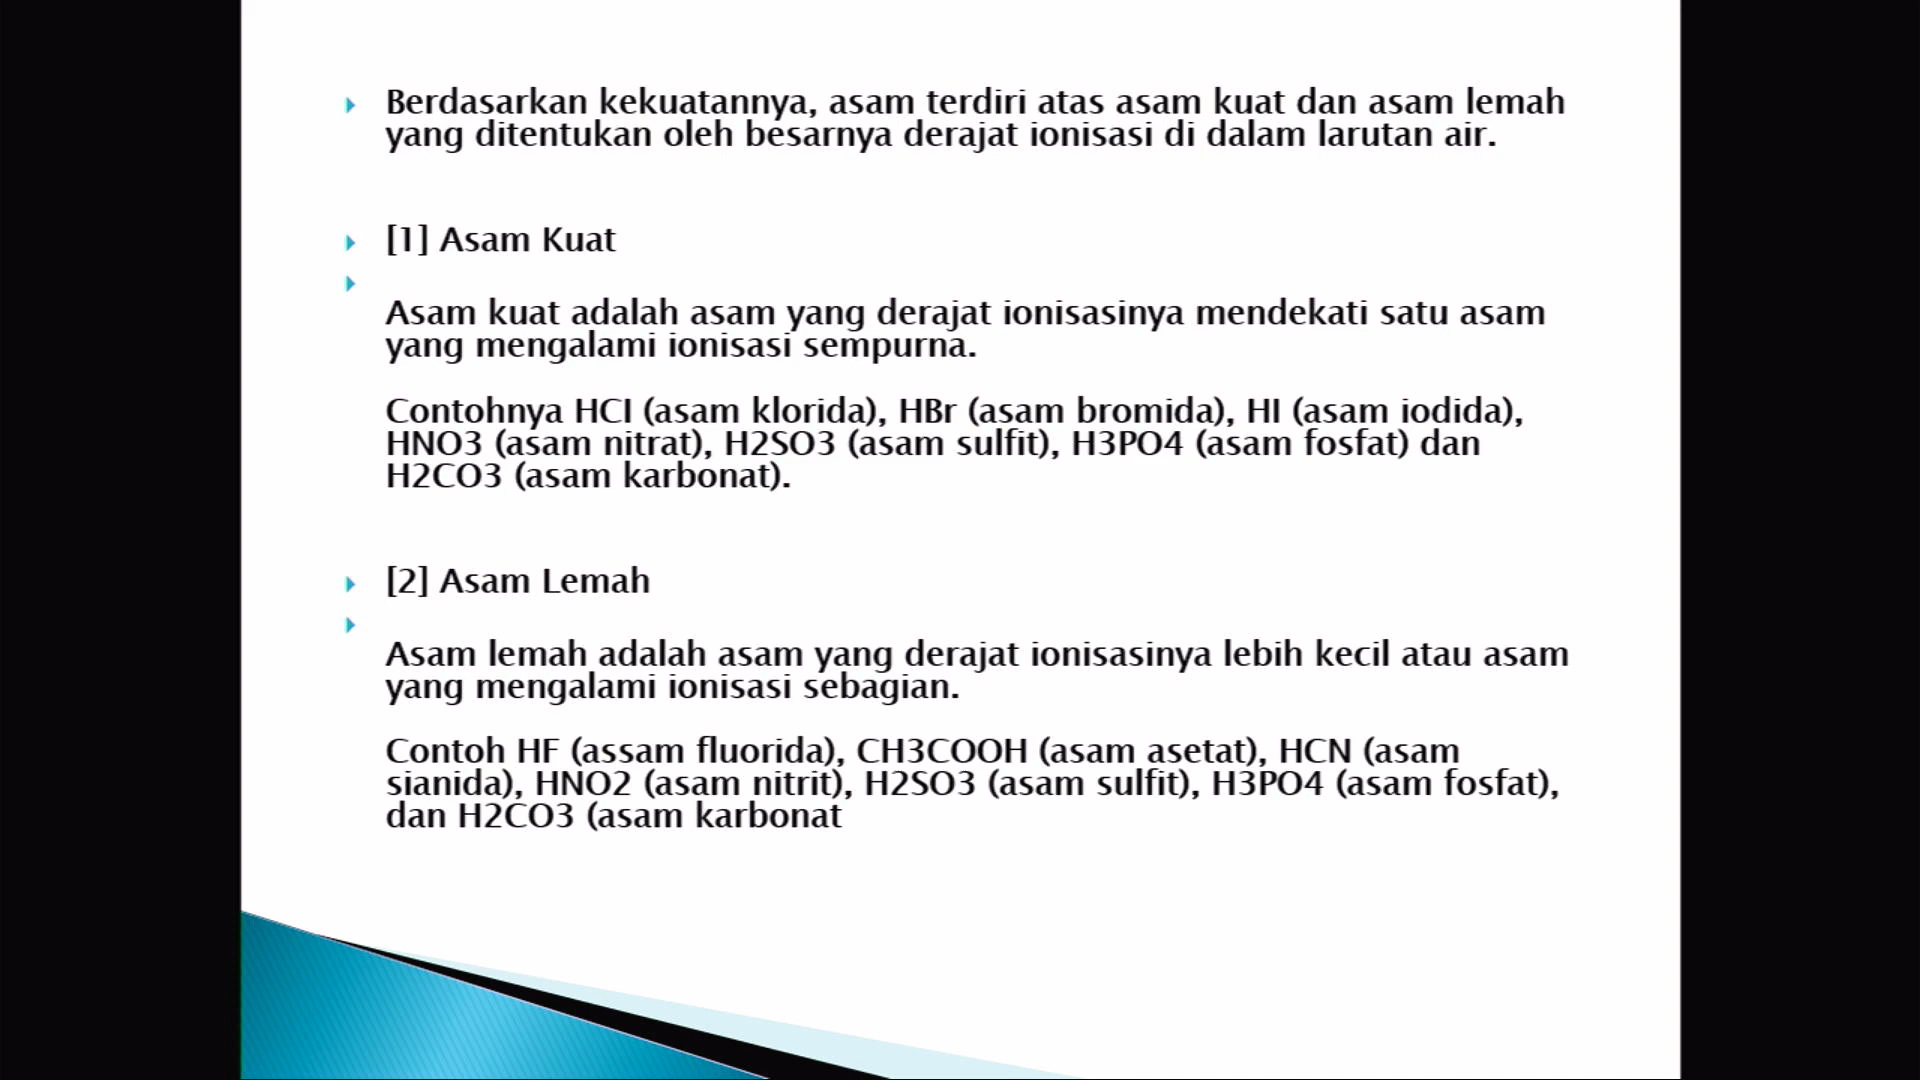 Berdasarkan kekuatannya, asam terdiri atas asam kuat dan asam lemah
yang ditentukan oleh besarnya derajat ionisasi di dalam larutan air.
[1] Asam Kuat
Asam kuat adalah asam yang derajat ionisasinya mendekati satu asam
yang mengalami ionisasi sempurna.
Contohnya HCl (asam klorida), HBr (asam bromida), HI (asam iodida),
HNO3 (asam nitrat), H2SO3 (asam sulfit), H3PO4 (asam fosfat) dan
H2CO3 (asam karbonat).
[2] Asam Lemah
Asam lemah adalah asam yang derajat ionisasinya lebih kecil atau asam
yang mengalami ionisasi sebagian.
Contoh HF (assam fluorida), CH3COOH (asam asetat), HCN (asam
sianida), HNO2 (asam nitrit), H2SO3 (asam sulfit), H3PO4 (asam fosfat),
dan H2CO3 (asam karbonat